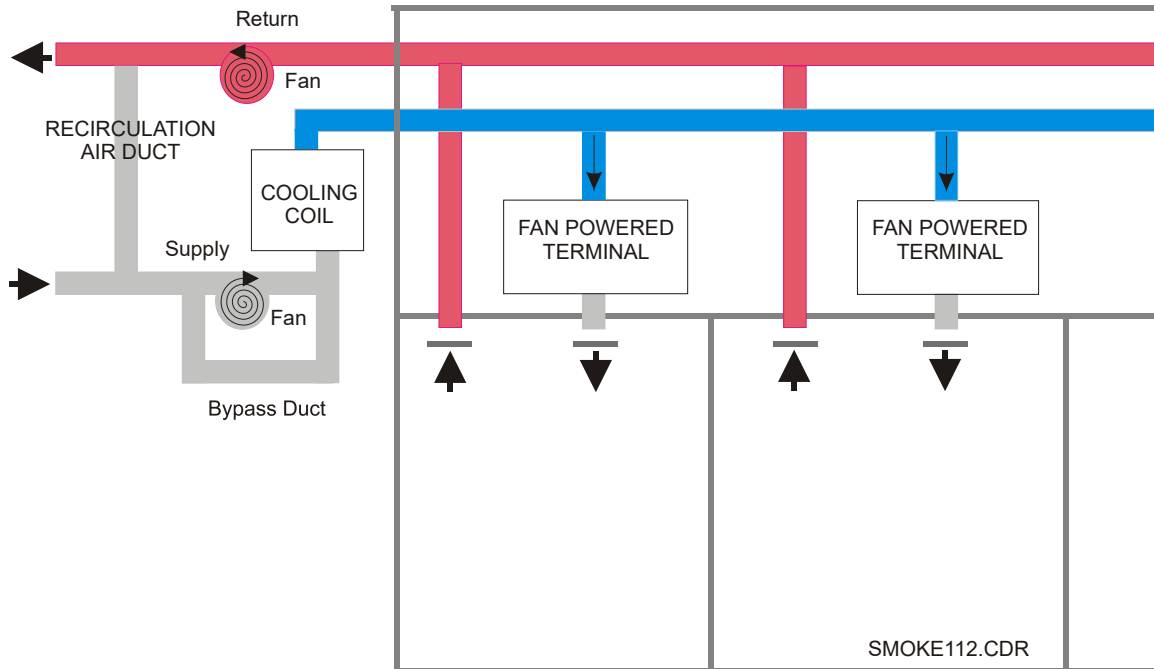 Return
Fan
RECIRCULATION
AIR DUCT
COOLING
COIL
FAN POWERED
TERMINAL
FAN POWERED
TERMINAL
Supply
Fan
Bypass Duct
SMOKE112.CDR